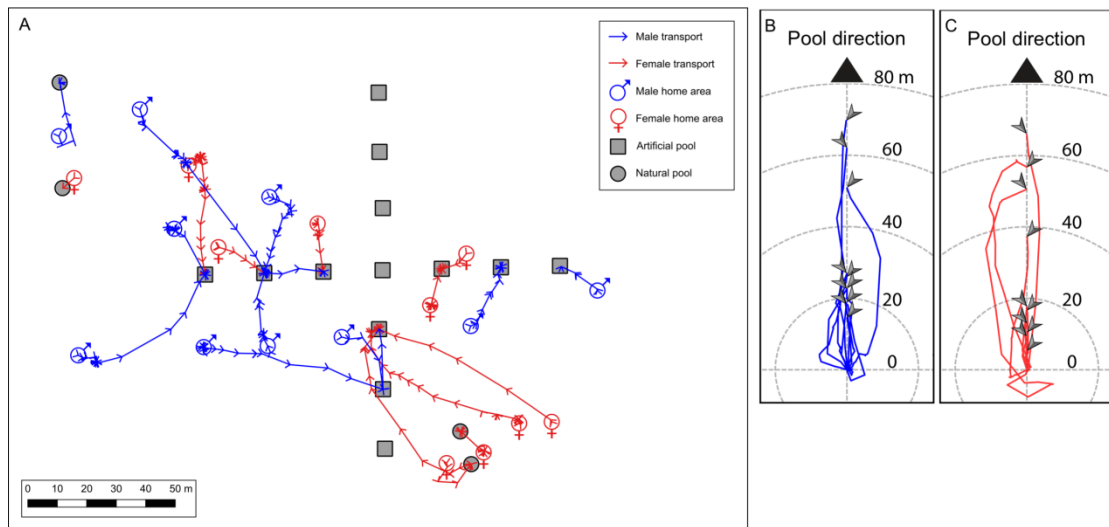 A
Male transport
Female transport
Male home area
Female home area
Artificial pool
Natural pool
0 10 20 30 40 50 m
B
Pool direction
80 m
60
40
20
0
C
Pool direction
80 m
60
40
20
0